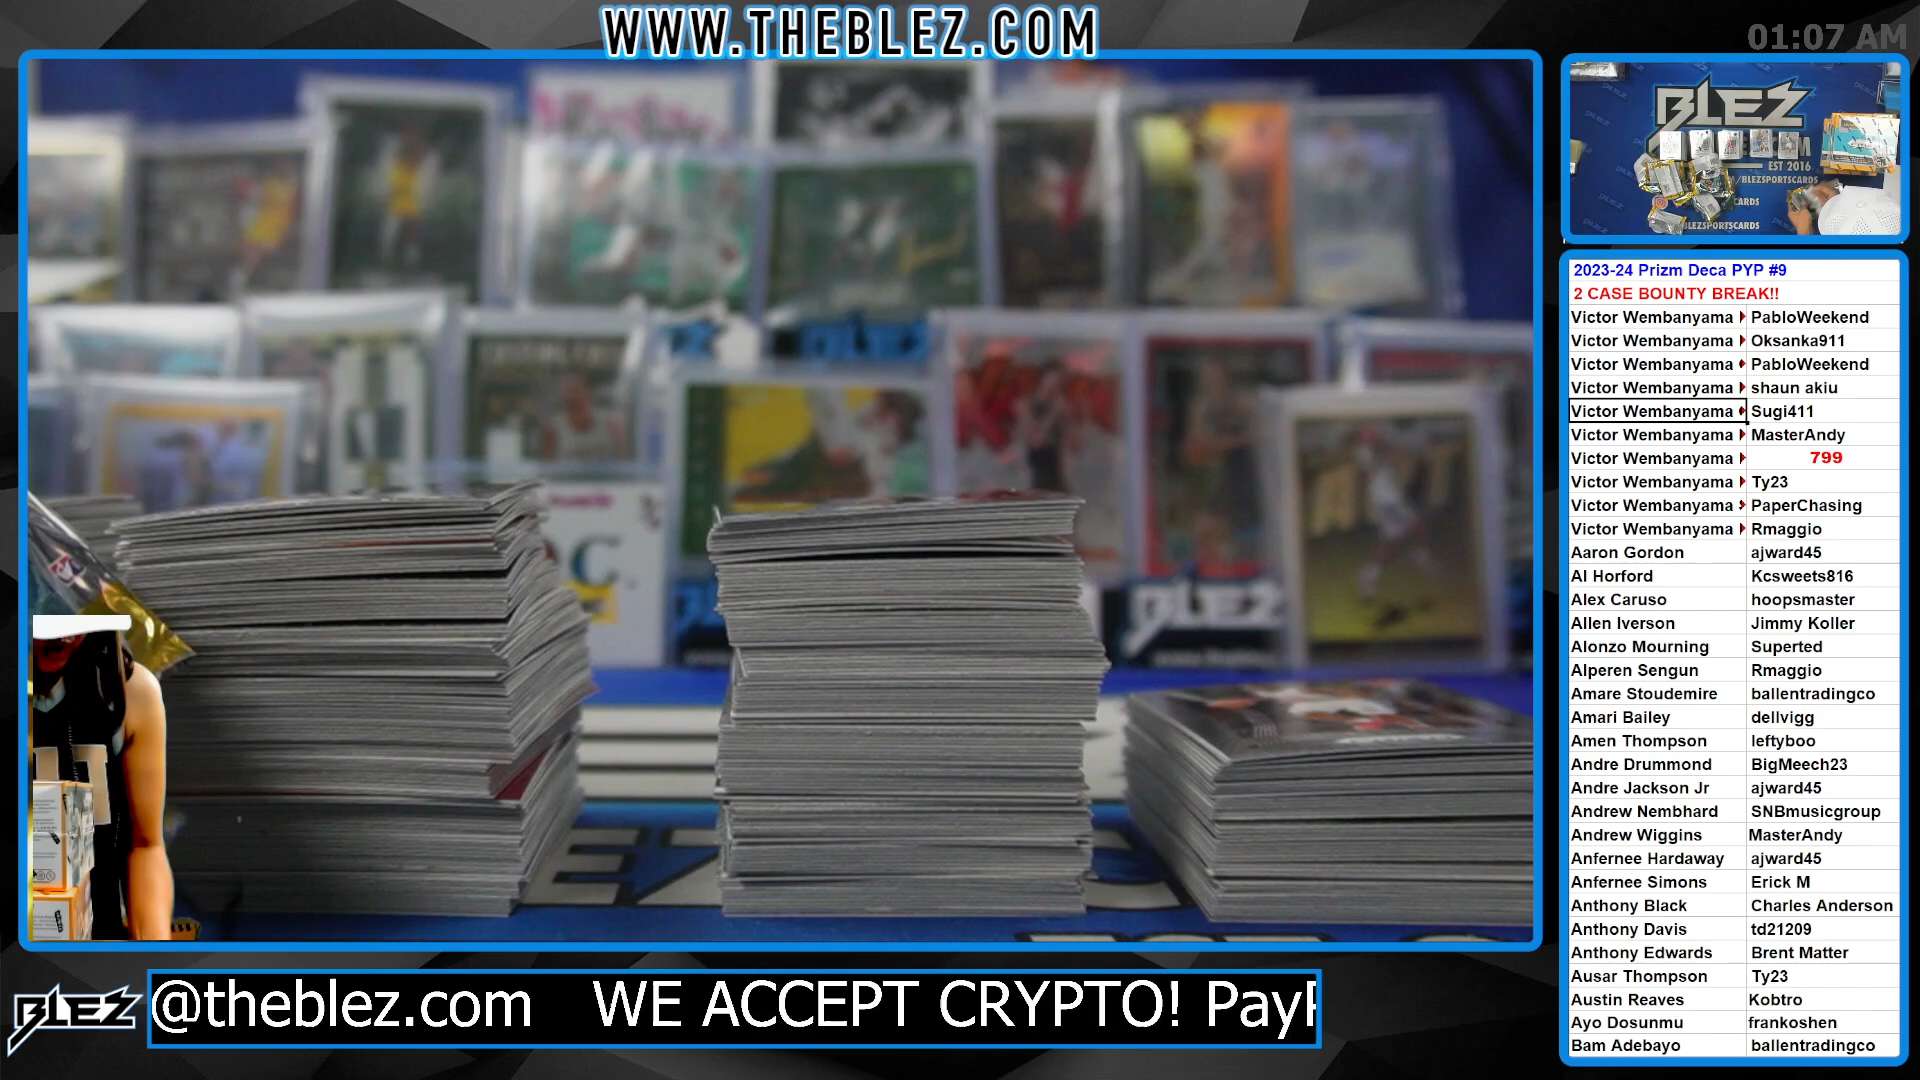 WWW.THEBLEZ.COM
01:07 AM
BLEZ
EST 2016
/BLEZSPORTSCARDS
CARDS
BLEZSPORTSCARDS
2023-24 Prizm Deca PYP #9
2 CASE BOUNTY BREAK!!
Victor Wembanyama PabloWeekend
Victor Wembanyama Oksanka911
Victor Wembanyama PabloWeekend
Victor Wembanyama shaun akiu
Victor Wembanyama Sugi411
Victor Wembanyama MasterAndy
Victor Wembanyama 799
Victor Wembanyama Ty23
Victor Wembanyama PaperChasing
Victor Wembanyama Rmaggio
Aaron Gordon ajward45
Al Horford Kcsweets816
Alex Caruso hoopsmaster
Allen Iverson Jimmy Koller
Alonzo Mourning Superted
Alperen Sengun Rmaggio
Amare Stoudemire ballentradingco
Amari Bailey dellvigg
Amen Thompson leftyboo
Andre Drummond BigMeech23
Andre Jackson Jr ajward45
Andrew Nembhard SNBmusicgroup
Andrew Wiggins MasterAndy
Anfernee Hardaway ajward45
Anfernee Simons Erick M
Anthony Black Charles Anderson
Anthony Davis td21209
Anthony Edwards Brent Matter
Ausar Thompson Ty23
Austin Reaves Kobtro
Ayo Dosunmu frankoshen
Bam Adebayo ballentradingco
BLEZ
BLEZ
@theblez.com WE ACCEPT CRYPTO! PayP